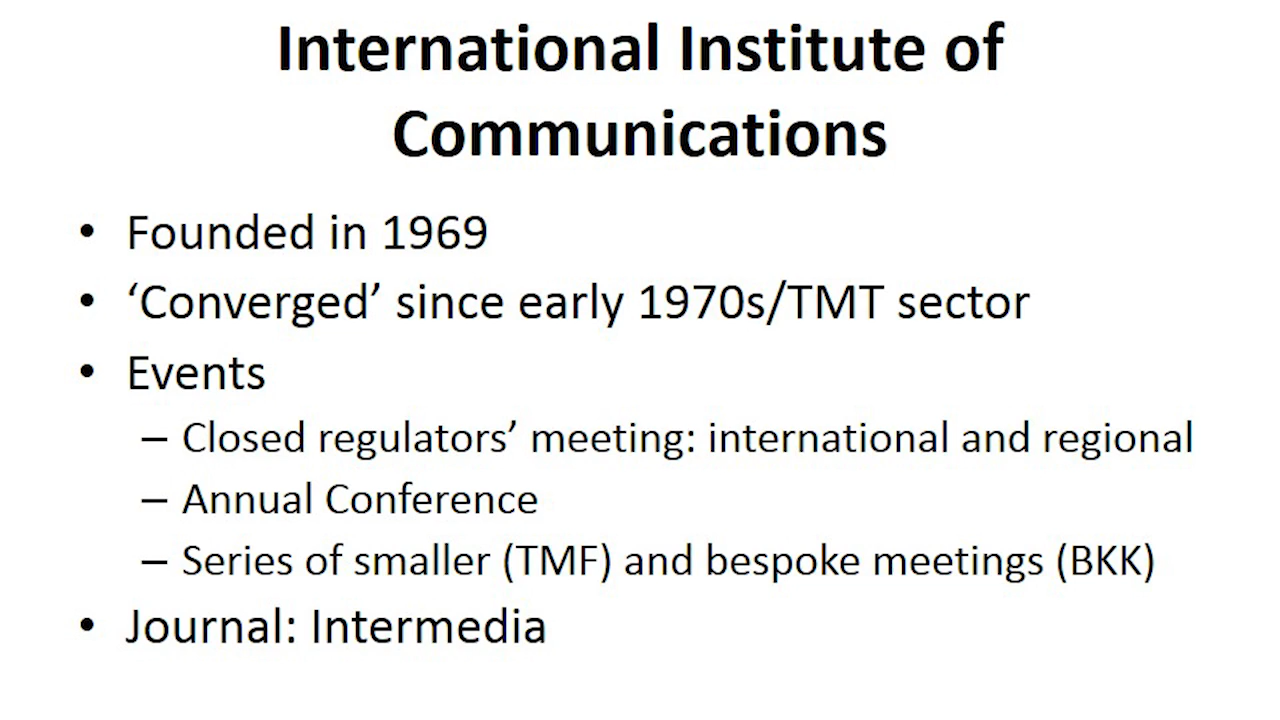 International Institute of
Communications
• Founded in 1969
• ‘Converged’ since early 1970s/TMT sector
• Events
– Closed regulators’ meeting: international and regional
– Annual Conference
– Series of smaller (TMF) and bespoke meetings (BKK)
• Journal: Intermedia